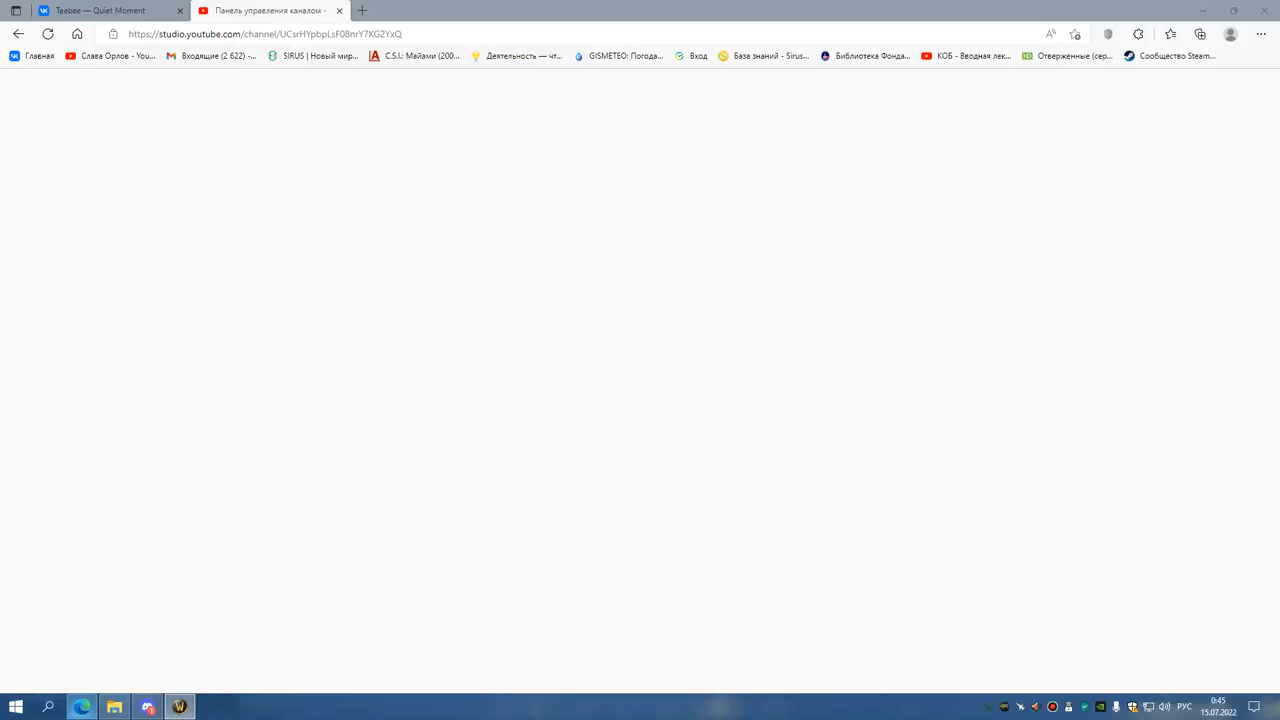 Teebee — Quiet Moment
Панель управления каналом -
https://studio.youtube.com/channel/UCsrHYpbpLsF08nrY7KG2YxQ
Главная
Слава Орлов - You...
Входящие (2 622) -...
SIRUS | Новый мир...
C.S.I.: Майами (200...
Деятельность — чт...
GISMETEO: Погода...
Вход
База знаний - Sirus...
Библиотека Фонда...
КОБ - Вводная лек...
Отверженные (сер...
Сообщество Steam...
РУС
0:45
15.07.2022